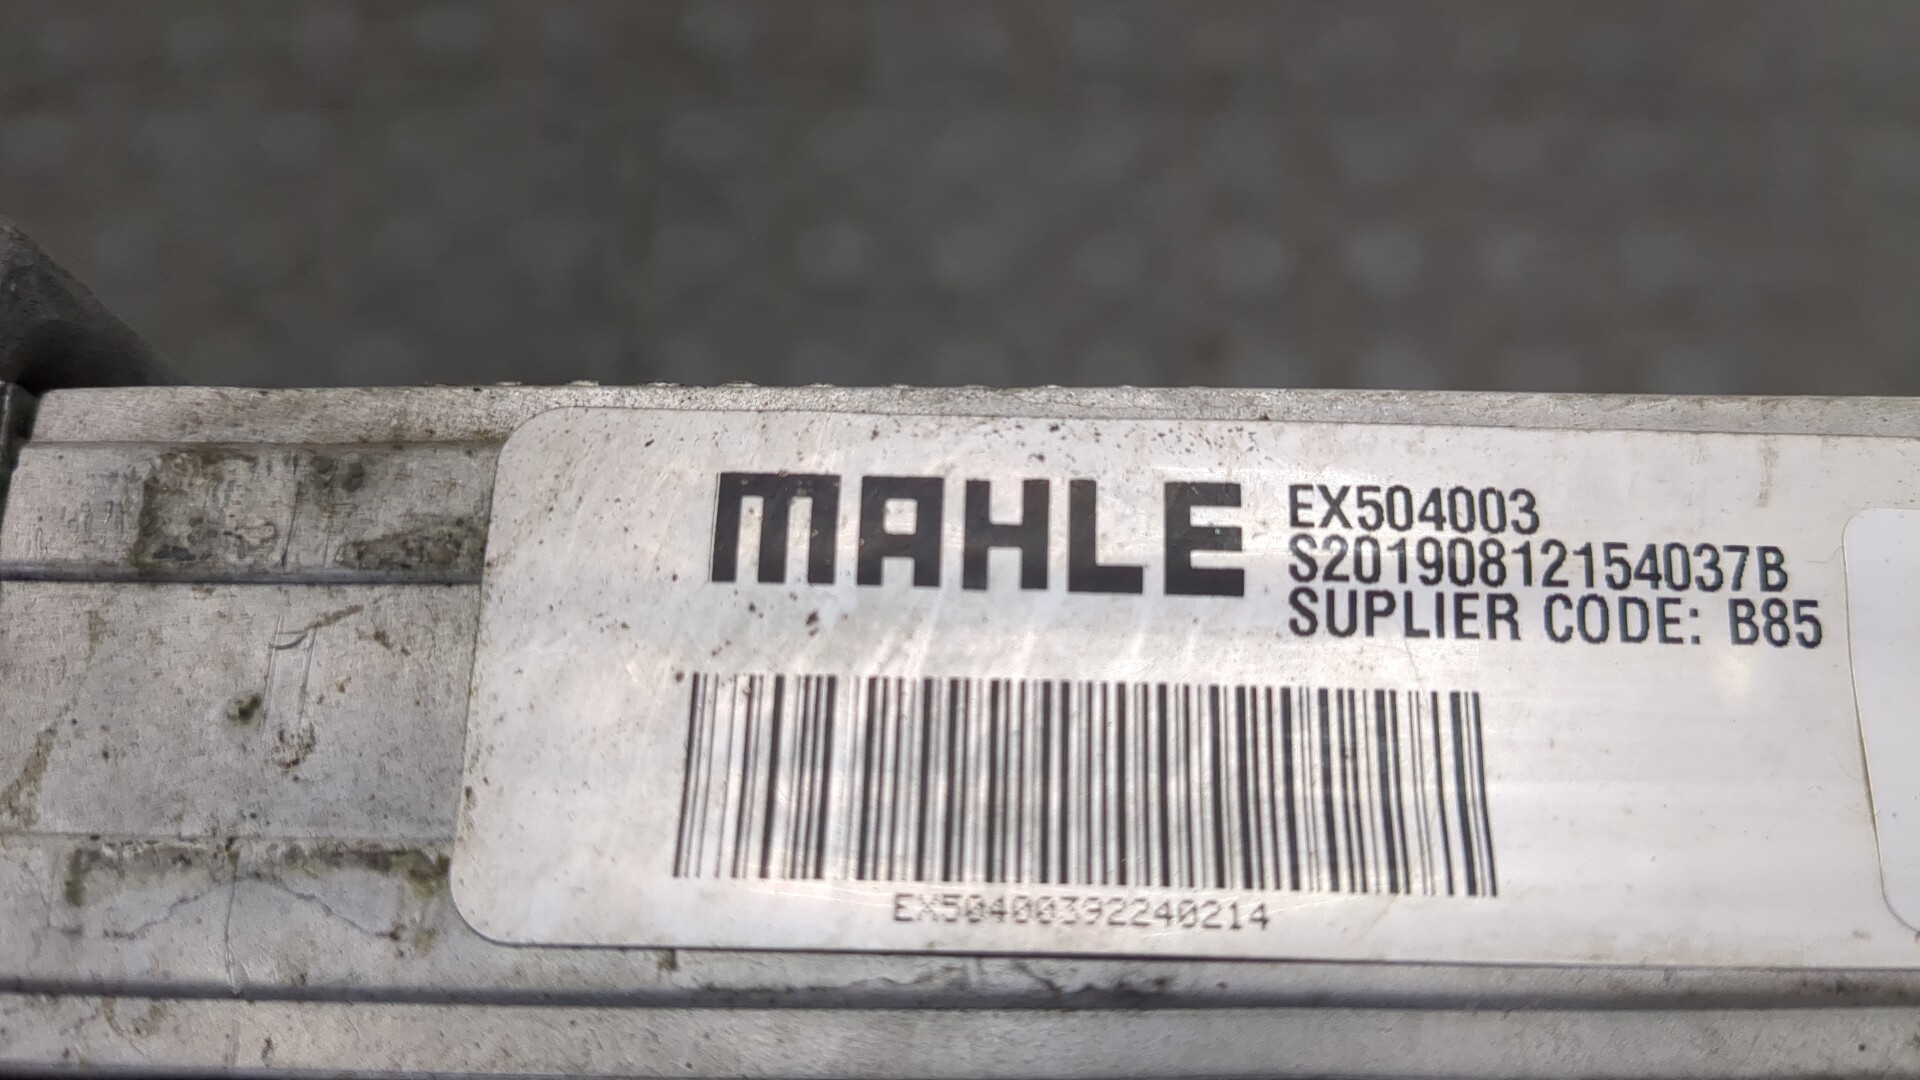 MAHLE
EX504003
S20190812154037B
SUPLIER CODE: B85
EX50400392240214